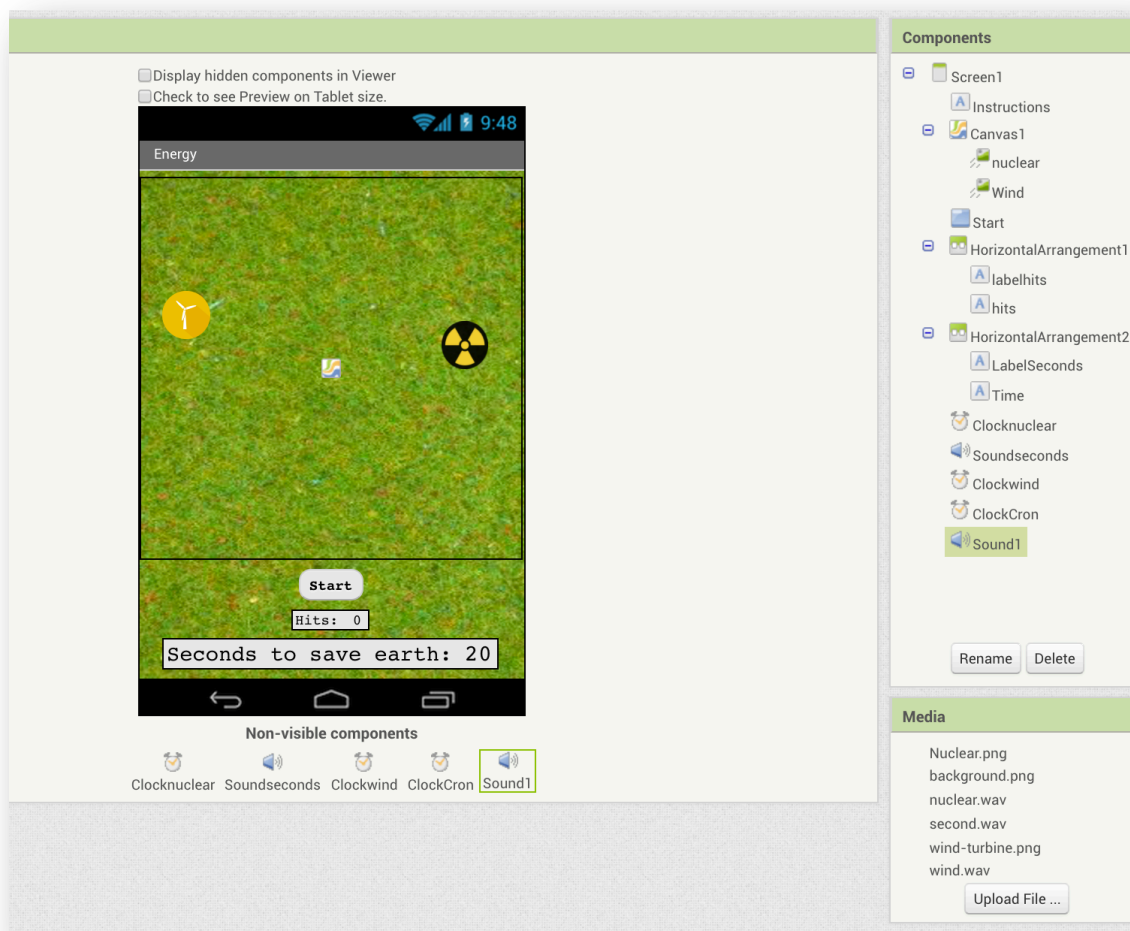 Display hidden components in Viewer
Check to see Preview on Tablet size.
9:48
Energy
Start
Hits: 0
Seconds to save earth: 20
Non-visible components
Clocknuclear Soundseconds Clockwind ClockCron Sound1
Components
Screen1
A Instructions
Canvas1
nuclear
Wind
Start
HorizontalArrangement1
A labelhits
A hits
HorizontalArrangement2
A LabelSeconds
A Time
Clocknuclear
Soundseconds
Clockwind
ClockCron
Sound1
Rename Delete
Media
Nuclear.png
background.png
nuclear.wav
second.wav
wind-turbine.png
wind.wav
Upload File ...